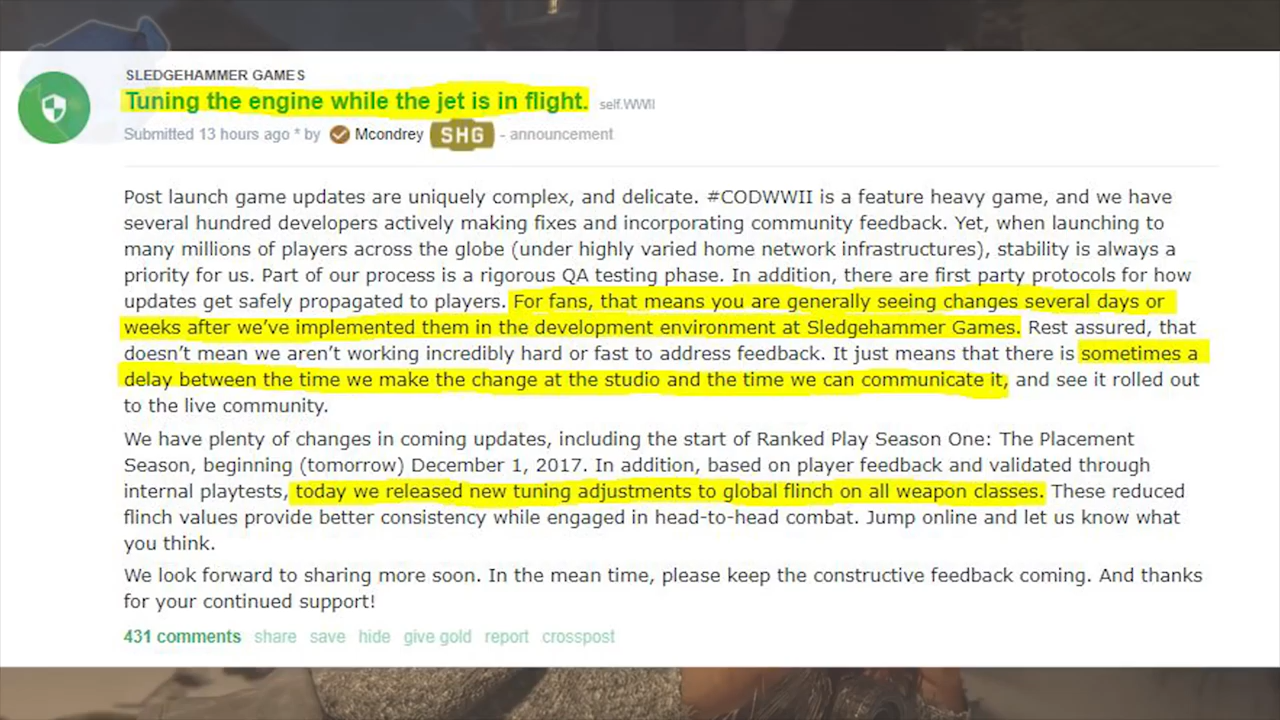 SLEDGEHAMMER GAMES
Tuning the engine while the jet is in flight. self.WWII
Submitted 13 hours ago * by Mcondrey SHG - announcement
Post launch game updates are uniquely complex, and delicate. #CODWWII is a feature heavy game, and we have
several hundred developers actively making fixes and incorporating community feedback. Yet, when launching to
many millions of players across the globe (under highly varied home network infrastructures), stability is always a
priority for us. Part of our process is a rigorous QA testing phase. In addition, there are first party protocols for how
updates get safely propagated to players. For fans, that means you are generally seeing changes several days or
weeks after we've implemented them in the development environment at Sledgehammer Games. Rest assured, that
doesn't mean we aren't working incredibly hard or fast to address feedback. It just means that there is sometimes a
delay between the time we make the change at the studio and the time we can communicate it, and see it rolled out
to the live community.
We have plenty of changes in coming updates, including the start of Ranked Play Season One: The Placement
Season, beginning (tomorrow) December 1, 2017. In addition, based on player feedback and validated through
internal playtests, today we released new tuning adjustments to global flinch on all weapon classes. These reduced
flinch values provide better consistency while engaged in head-to-head combat. Jump online and let us know what
you think.
We look forward to sharing more soon. In the mean time, please keep the constructive feedback coming. And thanks
for your continued support!
431 comments share save hide give gold report crosspost